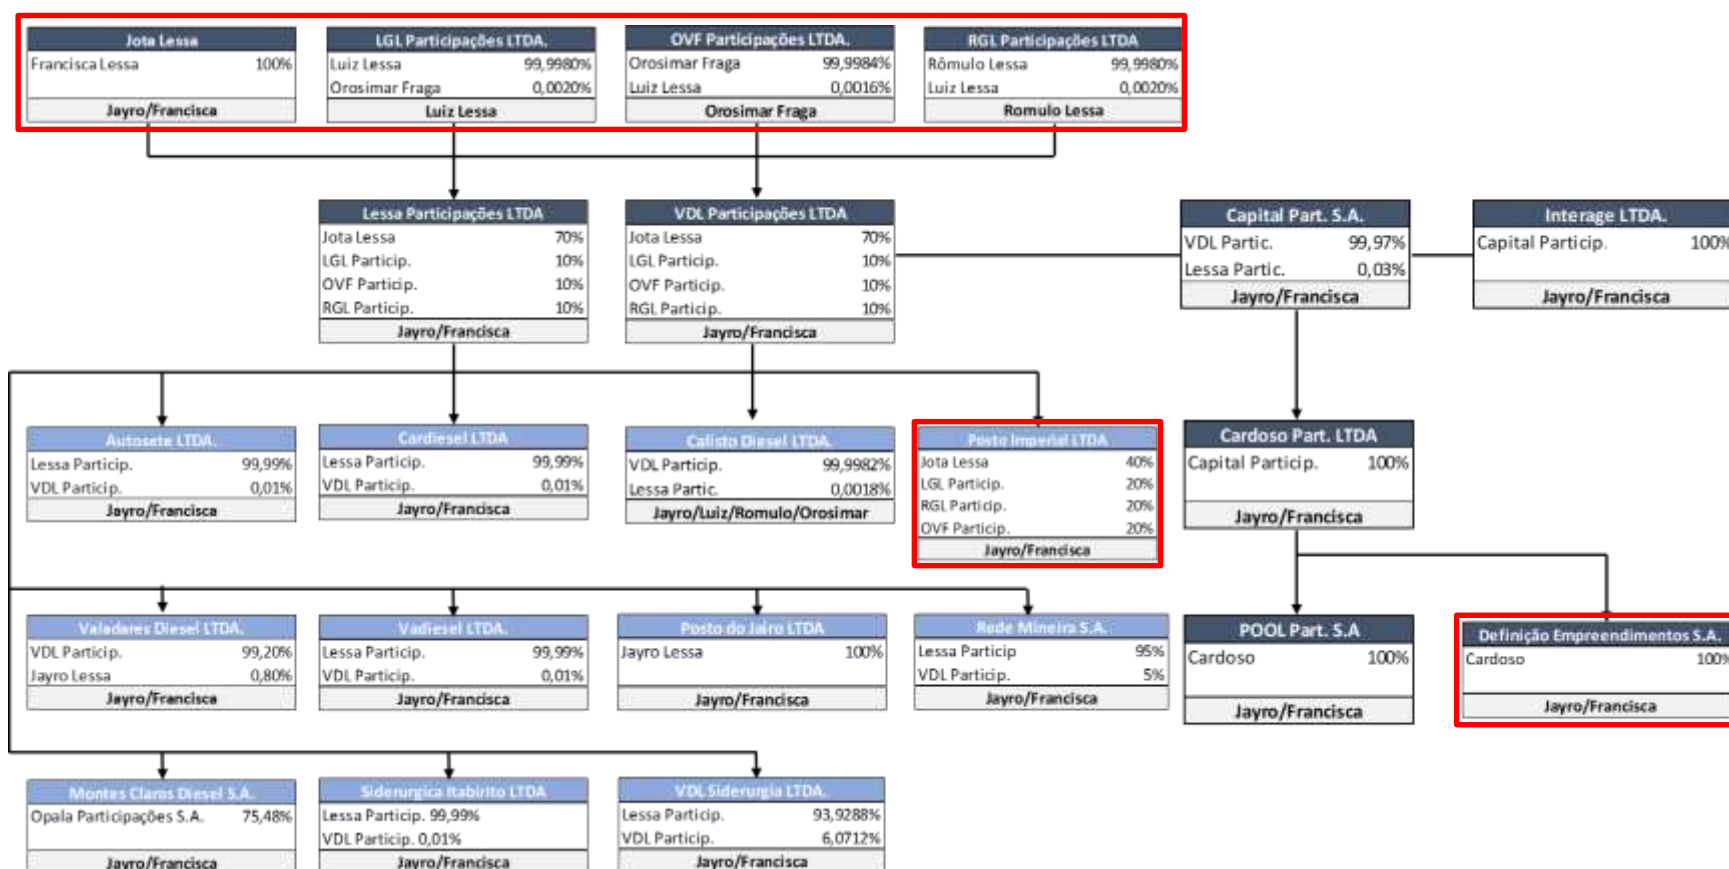 Jota Lessa
Francisca Lessa 100%
Jayro/Francisca
LGL Participações LTDA.
Luiz Lessa 99,9980%
Orosimar Fraga 0,0020%
Luiz Lessa
OVF Participações LTDA.
Orosimar Fraga 99,9984%
Luiz Lessa 0,0016%
Orosimar Fraga
RGL Participações LTDA
Rômulo Lessa 99,9980%
Luiz Lessa 0,0020%
Romulo Lessa
Lessa Participações LTDA
Jota Lessa 70%
LGL Particip. 10%
OVF Particip. 10%
RGL Particip. 10%
Jayro/Francisca
VDL Participações LTDA
Jota Lessa 70%
LGL Particip. 10%
OVF Particip. 10%
RGL Particip. 10%
Jayro/Francisca
Capital Part. S.A.
VDL Partic. 99,97%
Lessa Partic. 0,03%
Jayro/Francisca
Interage LTDA.
Capital Particip. 100%
Jayro/Francisca
Autosete LTDA.
Lessa Particip. 99,99%
VDL Particip. 0,01%
Jayro/Francisca
Cardiesel LTDA
Lessa Particip. 99,99%
VDL Particip. 0,01%
Jayro/Francisca
Calisto Diesel LTDA.
VDL Particip. 99,9982%
Lessa Partic. 0,0018%
Jayro/Luiz/Romulo/Orosimar
Posto Imperial LTDA
Jota Lessa 40%
LGL Particip. 20%
RGL Particip. 20%
OVF Particip. 20%
Jayro/Francisca
Cardoso Part. LTDA
Capital Particip. 100%
Jayro/Francisca
Valadares Diesel LTDA.
VDL Particip. 99,20%
Jayro Lessa 0,80%
Jayro/Francisca
Vadiesel LTDA.
Lessa Particip. 99,99%
VDL Particip. 0,01%
Jayro/Francisca
Posto do Jairo LTDA
Jayro Lessa 100%
Jayro/Francisca
Rede Mineira S.A.
Lessa Particip 95%
VDL Particip. 5%
Jayro/Francisca
POOL Part. S.A
Cardoso 100%
Jayro/Francisca
Definição Empreendimentos S.A.
Cardoso 100%
Jayro/Francisca
Montes Claros Diesel S.A.
Opala Participações S.A. 75,48%
Jayro/Francisca
Siderurgica Itabirito LTDA
Lessa Particip. 99,99%
VDL Particip. 0,01%
Jayro/Francisca
VDL Siderurgia LTDA.
Lessa Particip. 93,9288%
VDL Particip. 6,0712%
Jayro/Francisca